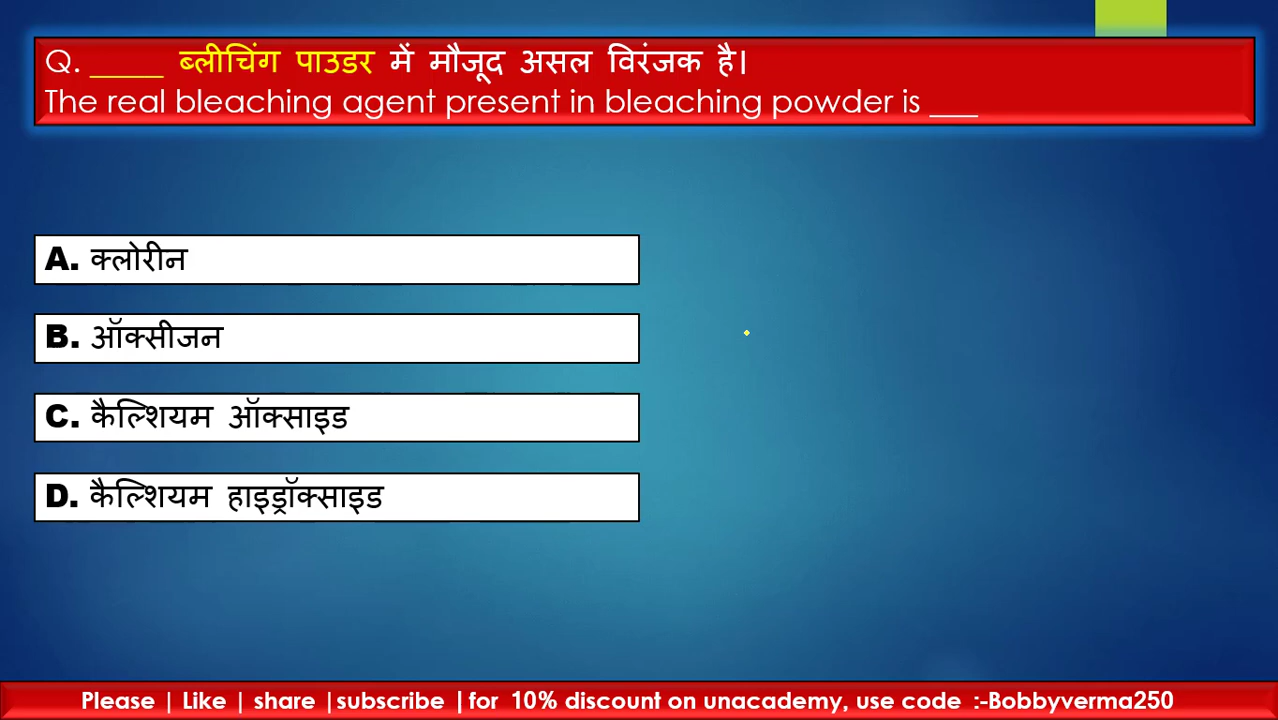 Q. ____ ब्लीचिंग पाउडर में मौजूद असल विरंजक है।
The real bleaching agent present in bleaching powder is ___
A. क्लोरीन
B. ऑक्सीजन
C. कैल्शियम ऑक्साइड
D. कैल्शियम हाइड्रॉक्साइड
Please | Like | share |subscribe |for 10% discount on unacademy, use code :-Bobbyverma250